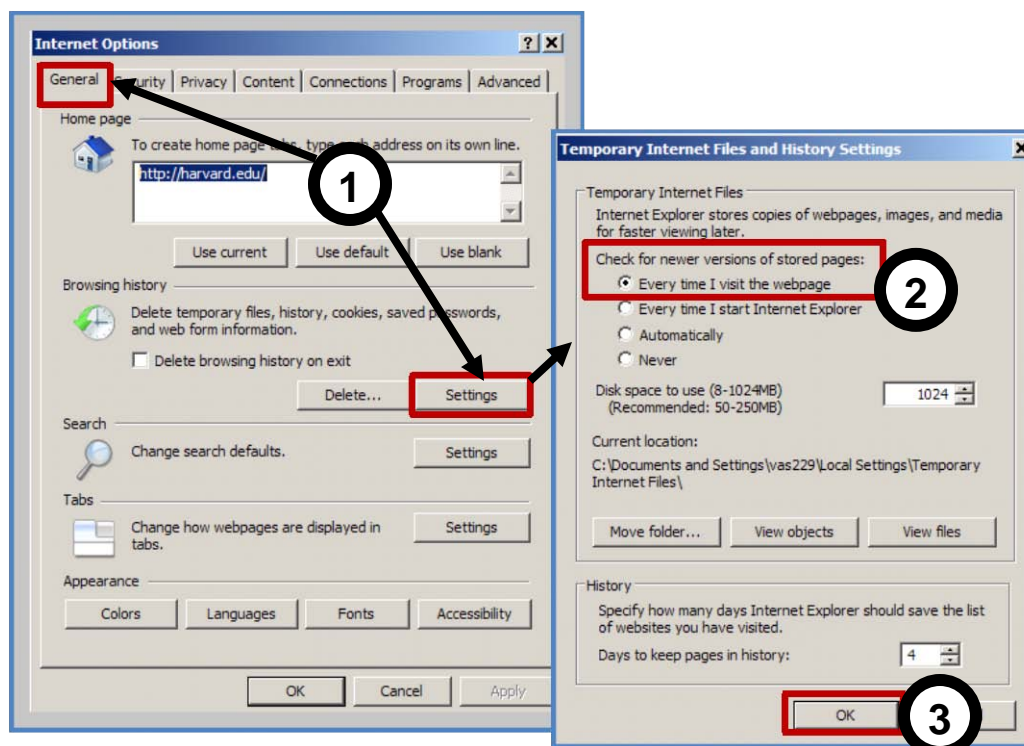 Internet Options
General Security Privacy Content Connections Programs Advanced
Home page
To create home page tabs, type each address on its own line.
http://harvard.edu/
1
Use current Use default Use blank
Browsing history
Delete temporary files, history, cookies, saved passwords,
and web form information.
Delete browsing history on exit
Delete... Settings
Search
Change search defaults.
Settings
Tabs
Change how webpages are displayed in
tabs.
Settings
Appearance
Colors Languages Fonts Accessibility
OK Cancel Apply
Temporary Internet Files and History Settings
Temporary Internet Files
Internet Explorer stores copies of webpages, images, and media
for faster viewing later.
Check for newer versions of stored pages:
Every time I visit the webpage
2
Every time I start Internet Explorer
Automatically
Never
Disk space to use (8-1024MB)
1024
(Recommended: 50-250MB)
Current location:
C:\Documents and Settings\vas229\Local Settings\Temporary
Internet Files\
Move folder... View objects View files
History
Specify how many days Internet Explorer should save the list
of websites you have visited.
Days to keep pages in history: 4
OK
3